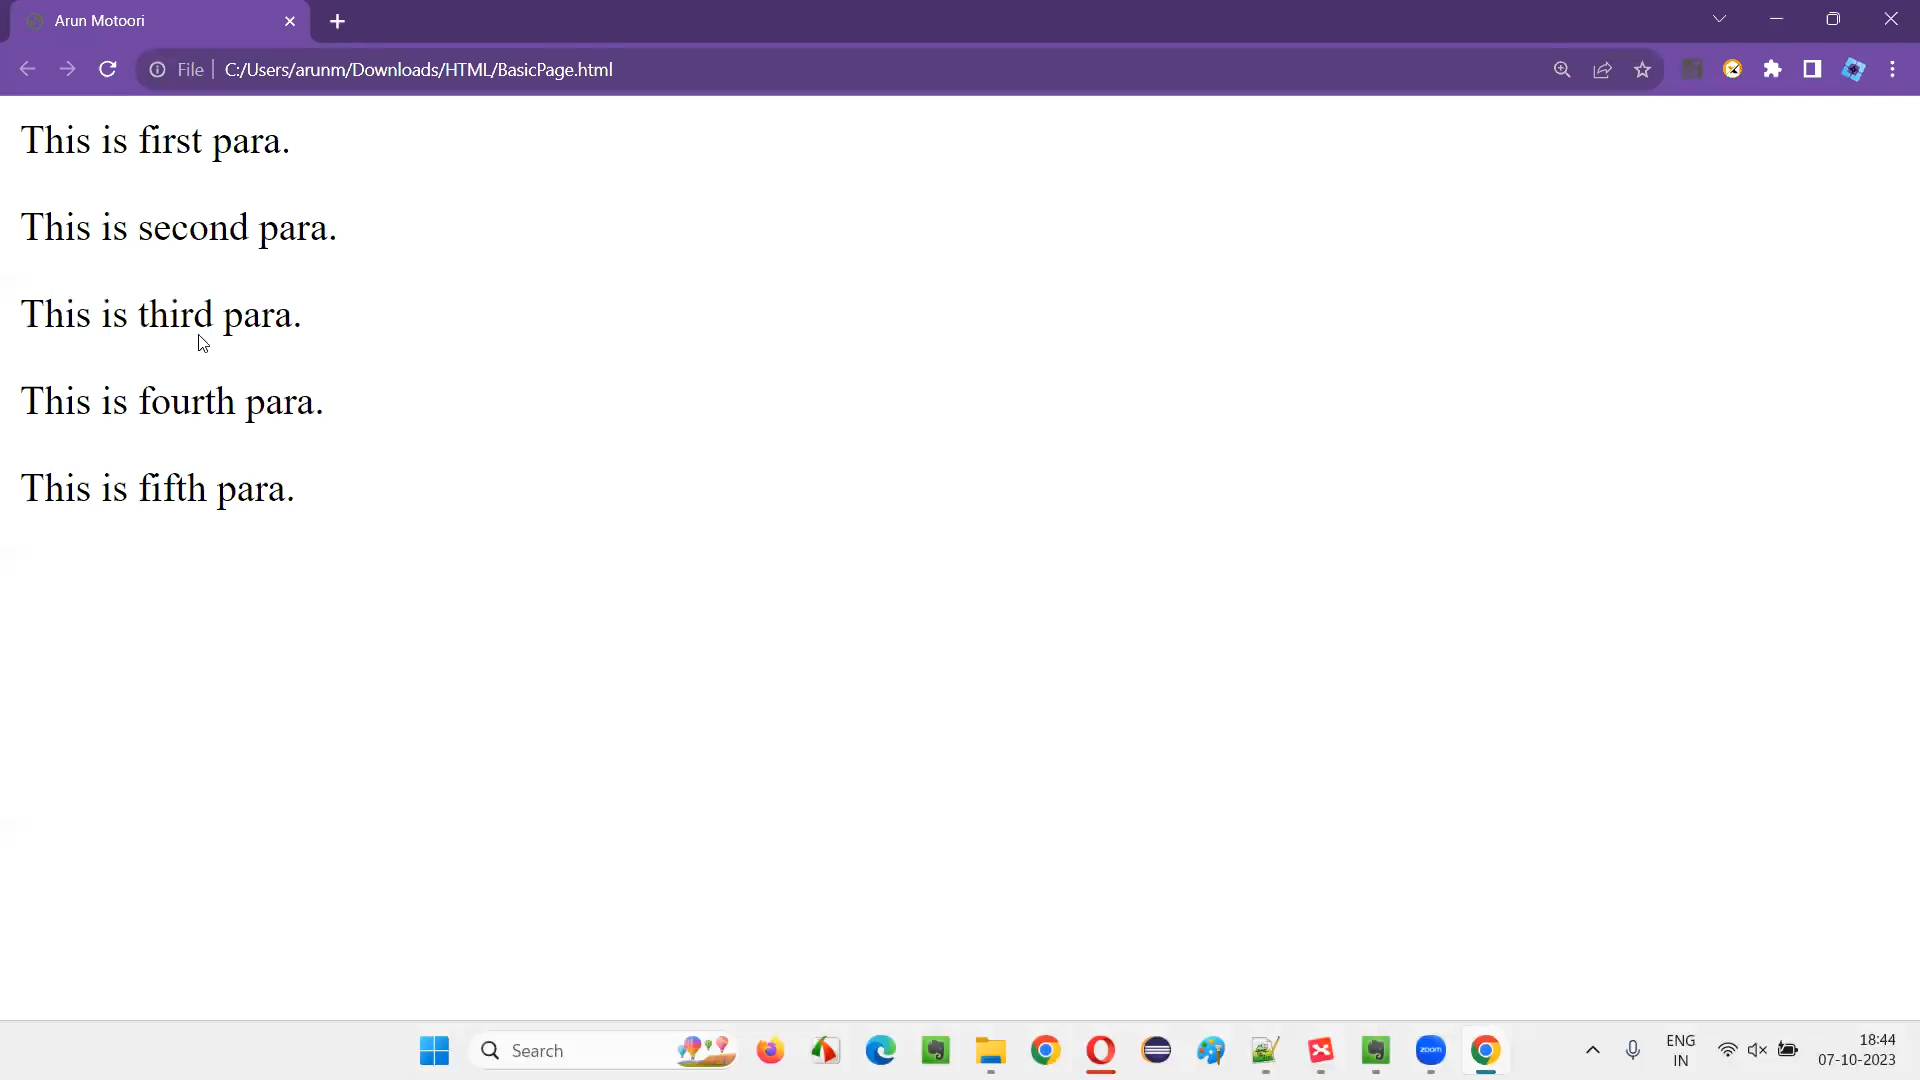 Arun Motoori
File
C:/Users/arunm/Downloads/HTML/BasicPage.html
This is first para.
This is second para.
This is third para.
This is fourth para.
This is fifth para.
Search
zoom
ENG
IN
18:44
07-10-2023